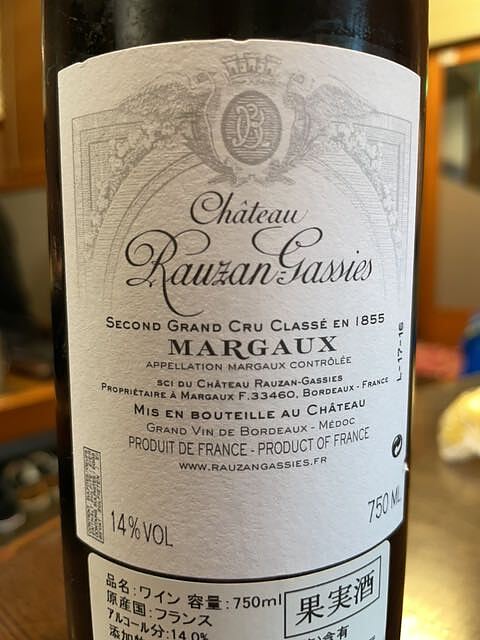 Château
Rauzan Gassies
SECOND GRAND CRU CLASSÉ EN 1855
MARGAUX
APPELLATION MARGAUX CONTRÔLÉE
SCI DU CHÂTEAU RAUZAN-GASSIES
PROPRIÉTAIRE À MARGAUX F.33460, BORDEAUX - FRANCE
MIS EN BOUTEILLE AU CHÂTEAU
GRAND VIN DE BORDEAUX - MÉDOC
PRODUIT DE FRANCE - PRODUCT OF FRANCE
WWW.RAUZANGASSIES.FR
L-17-16
14%VOL
750 ML
品名:ワイン 容量:750ml
原産国:フランス
アルコール分:14.0%
果実酒
含有